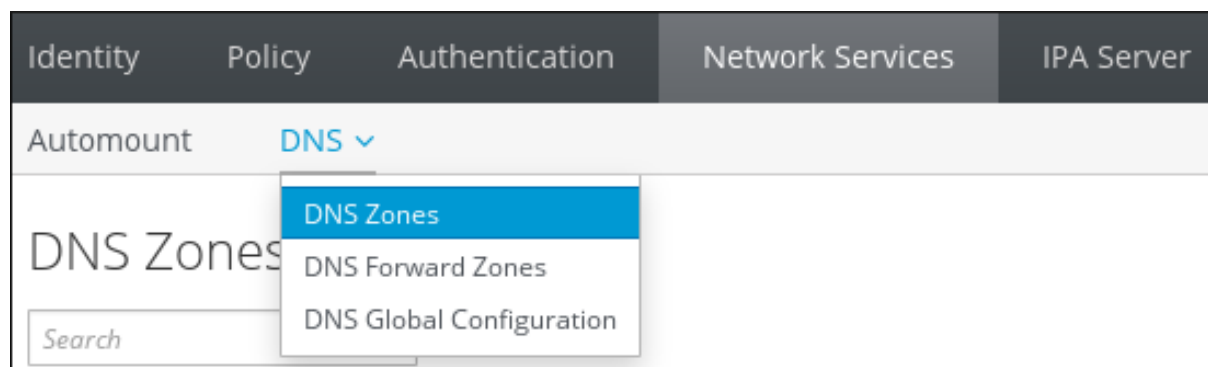 Identity Policy Authentication Network Services IPA Server
Automount DNS
DNS Zones
DNS Zones
DNS Forward Zones
DNS Global Configuration
Search